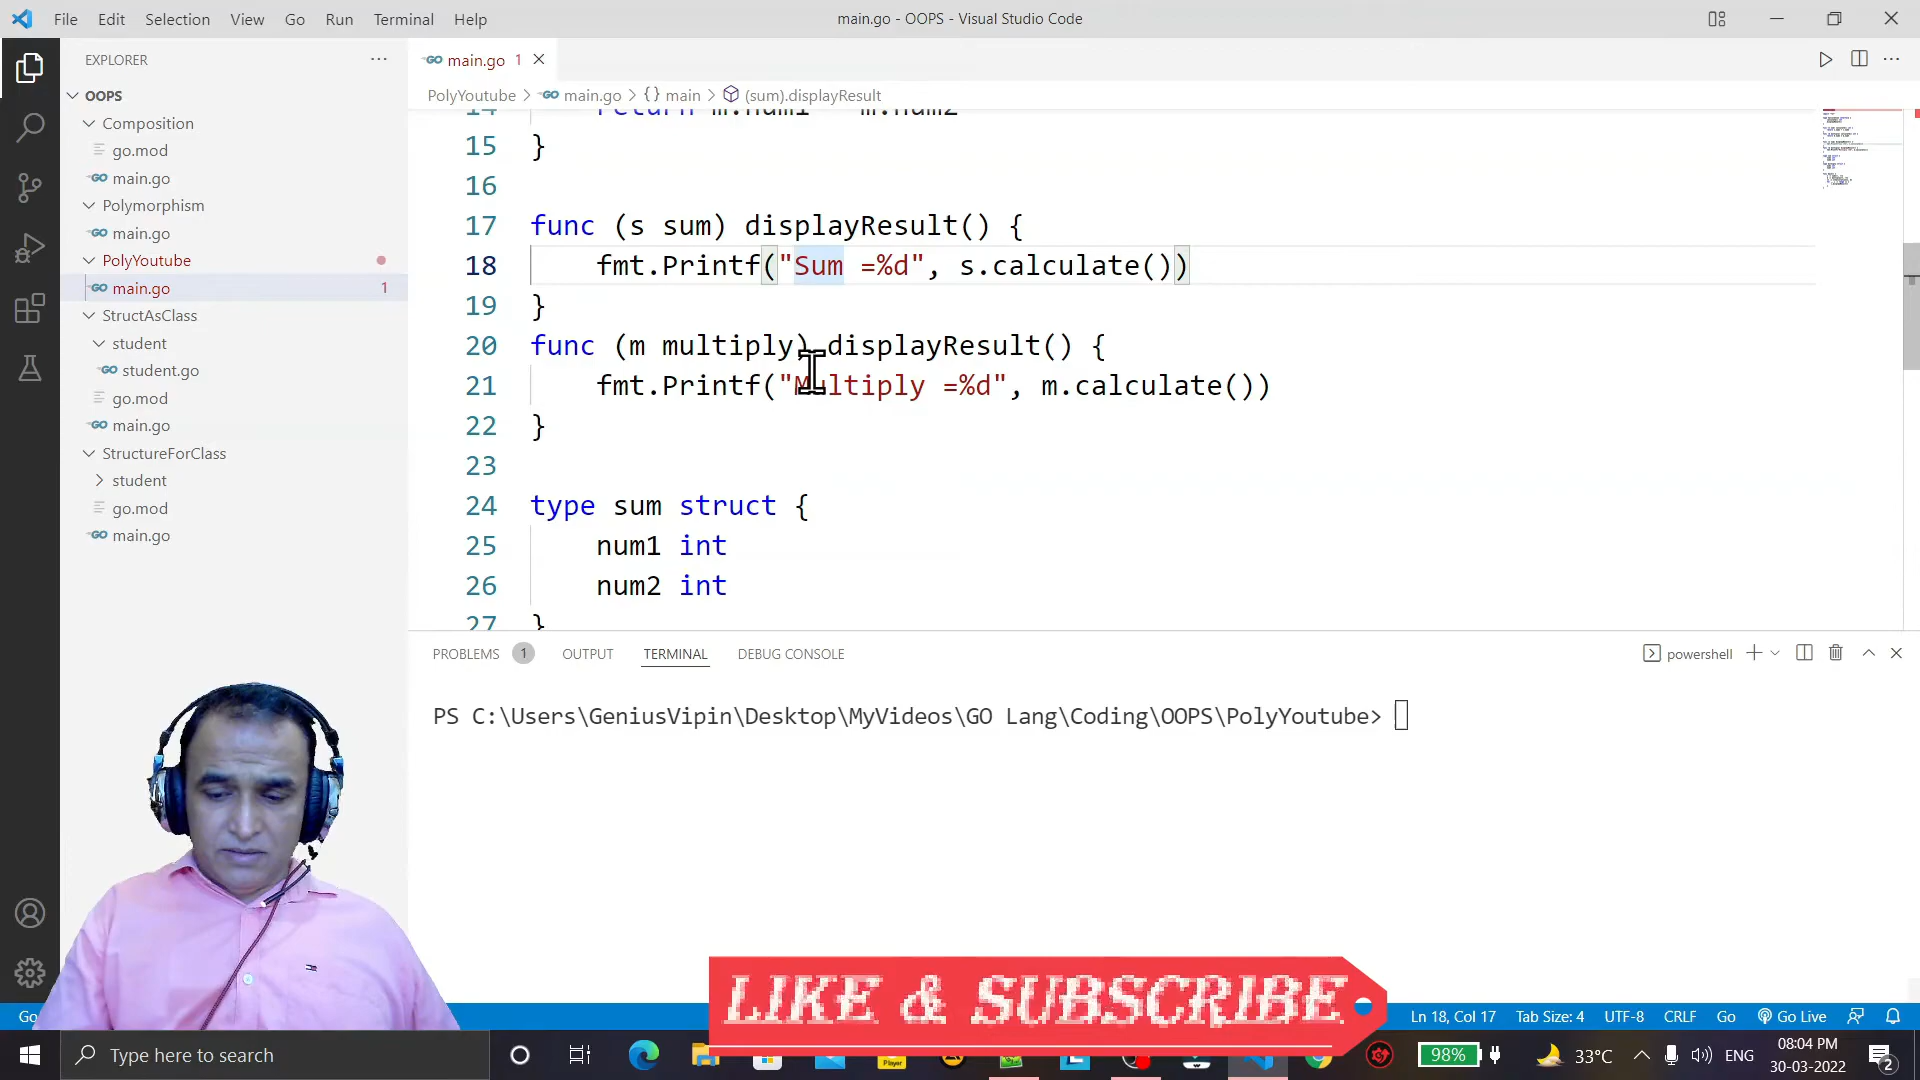 File Edit Selection View Go Run Terminal Help
main.go - OOPS - Visual Studio Code
EXPLORER
OOPS
Composition
go.mod
main.go
Polymorphism
main.go
PolyYoutube
main.go 1
StructAsClass
student
student.go
go.mod
main.go
StructureForClass
student
go.mod
main.go
main.go 1
PolyYoutube > main.go > {} main > (sum).displayResult
15 }
16
17 func (s sum) displayResult() {
18 fmt.Printf("Sum =%d", s.calculate())
19 }
20 func (m multiply) displayResult() {
21 fmt.Printf("Multiply =%d", m.calculate())
22 }
23
24 type sum struct {
25 num1 int
26 num2 int
27 }
PROBLEMS 1 OUTPUT TERMINAL DEBUG CONSOLE
powershell
PS C:\Users\GeniusVipin\Desktop\MyVideos\GO Lang\Coding\OOPS\PolyYoutube>
LIKE & SUBSCRIBE
Go
Ln 18, Col 17 Tab Size: 4 UTF-8 CRLF Go Go Live
Type here to search
98% 33°C ENG
08:04 PM
30-03-2022
2